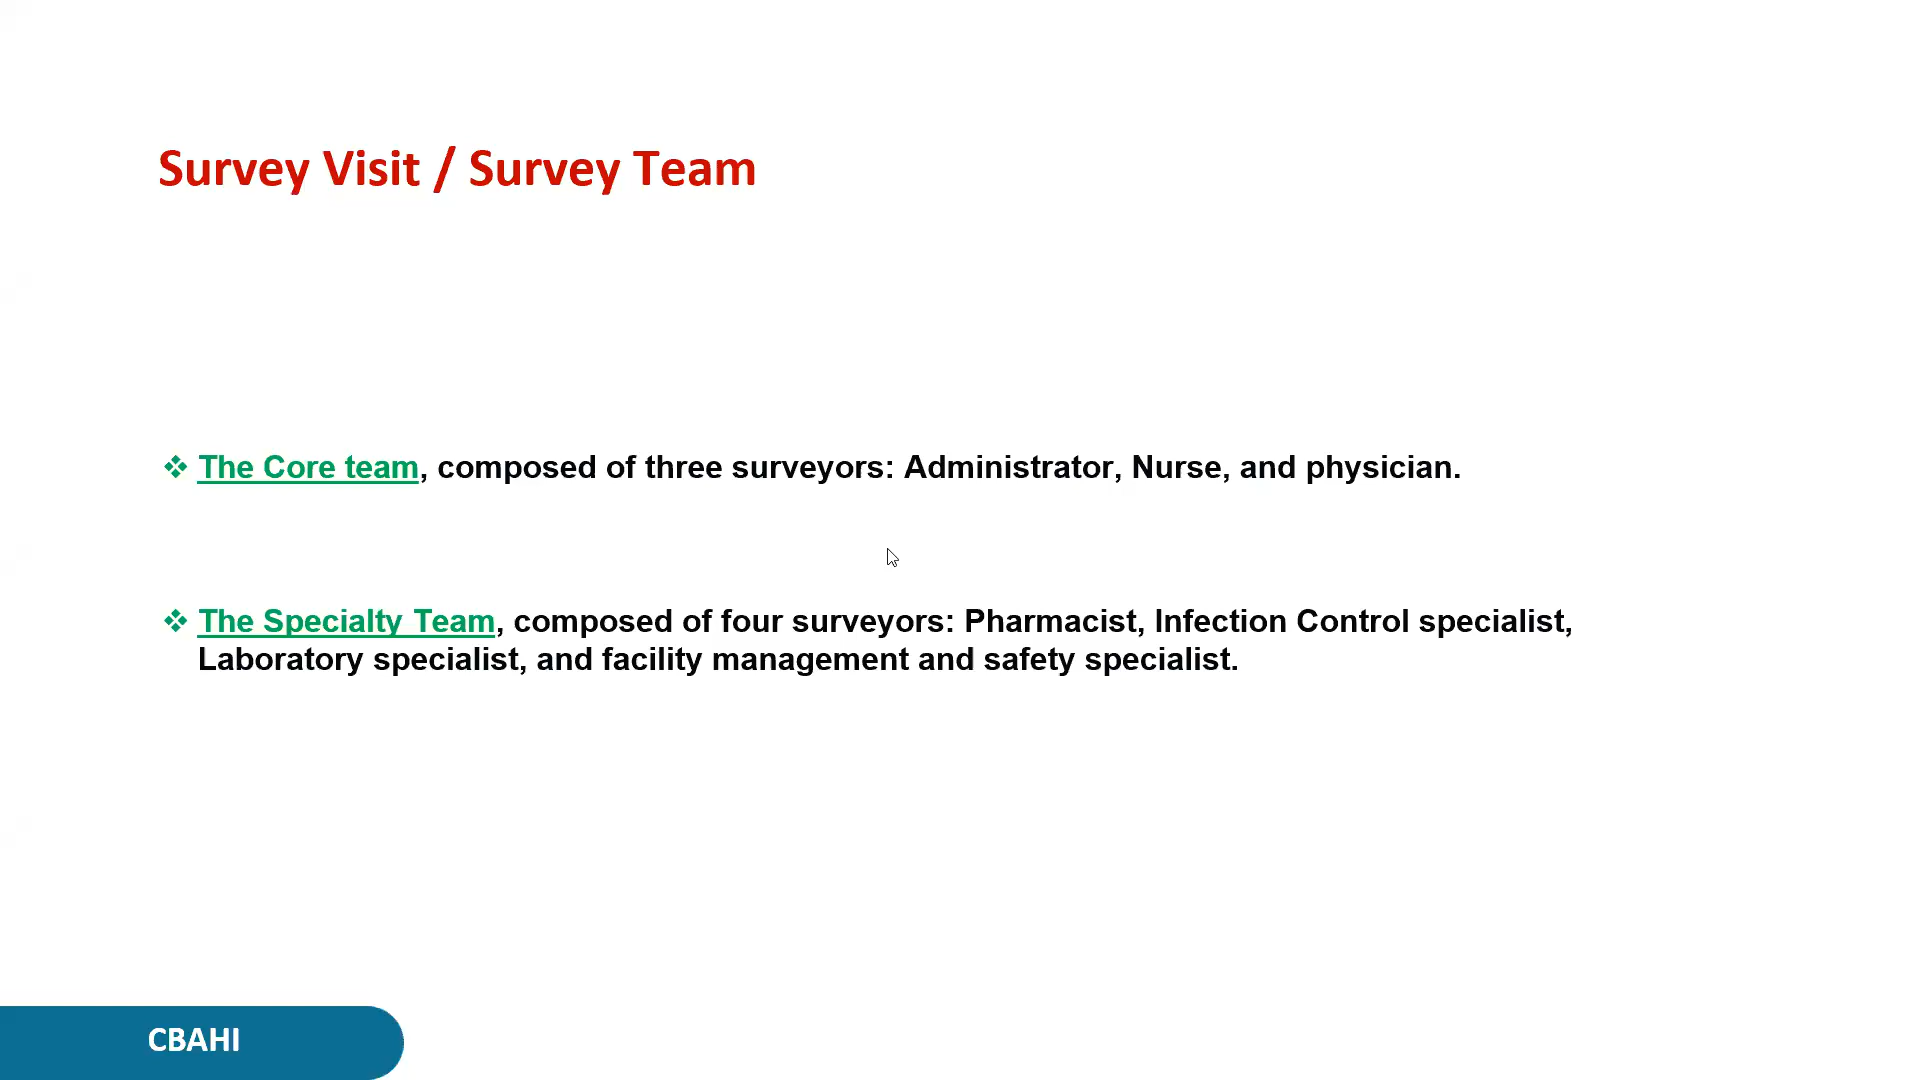 Survey Visit / Survey Team
❖ The Core team, composed of three surveyors: Administrator, Nurse, and physician.
❖ The Specialty Team, composed of four surveyors: Pharmacist, Infection Control specialist,
Laboratory specialist, and facility management and safety specialist.
CBAHI